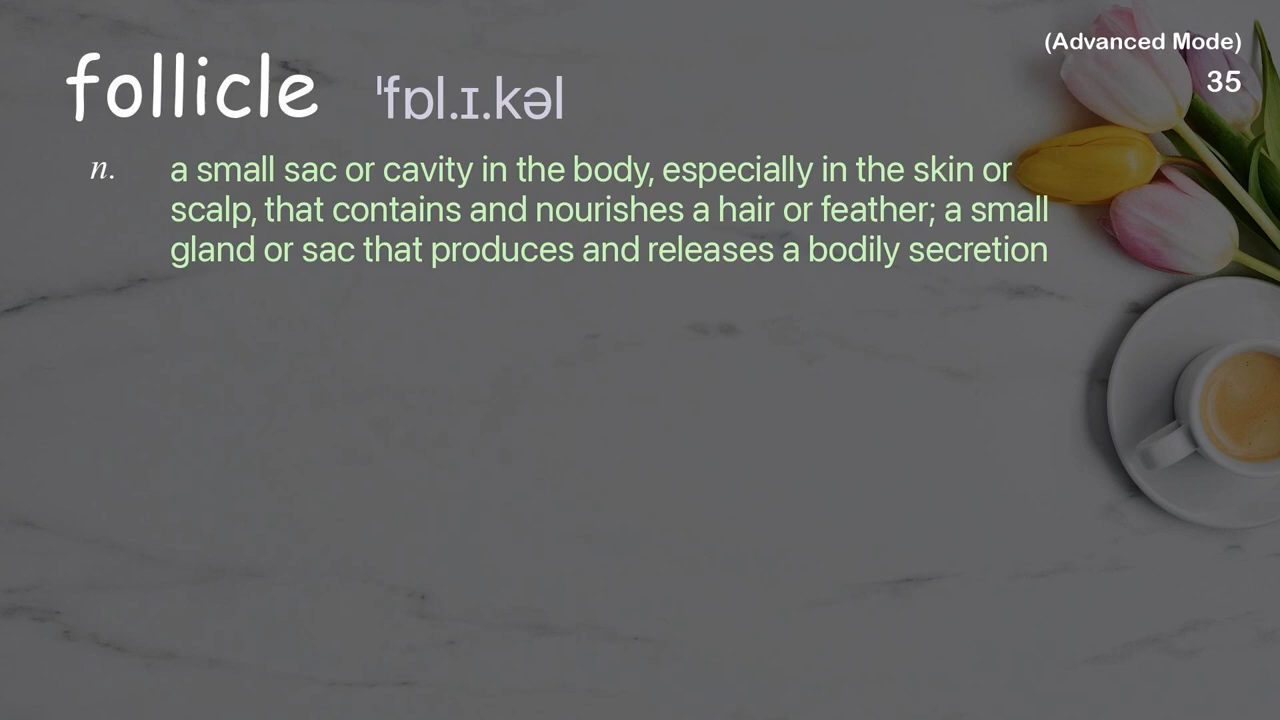 (Advanced Mode)
follicle ˈfɒl.ɪ.kəl
35
n. a small sac or cavity in the body, especially in the skin or
scalp, that contains and nourishes a hair or feather; a small
gland or sac that produces and releases a bodily secretion